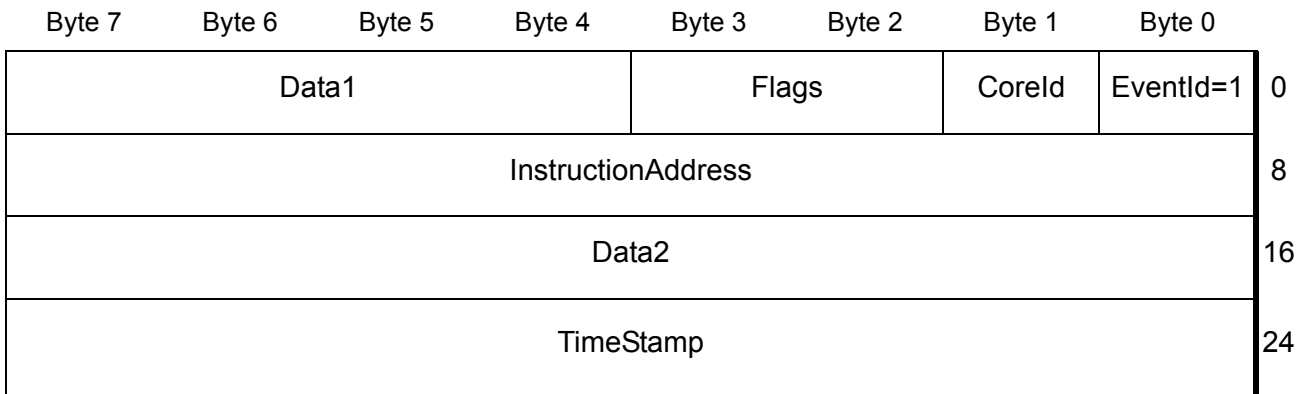 Byte 7 Byte 6 Byte 5 Byte 4 Byte 3 Byte 2 Byte 1 Byte 0
Data1 Flags CoreId EventId=1 0
InstructionAddress 8
Data2 16
TimeStamp 24